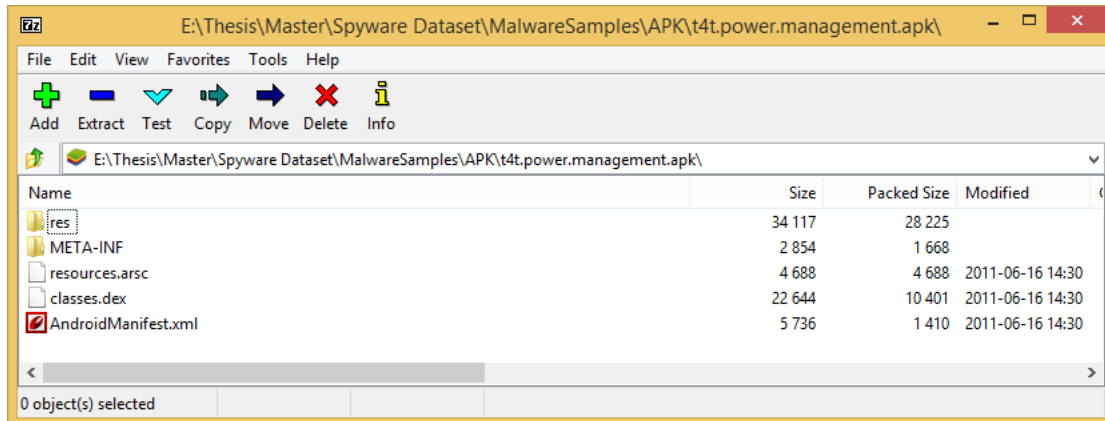 E:\Thesis\Master\Spyware Dataset\MalwareSamples\APK\t4t.power.management.apk\
File Edit View Favorites Tools Help
Add Extract Test Copy Move Delete Info
E:\Thesis\Master\Spyware Dataset\MalwareSamples\APK\t4t.power.management.apk\
Name Size Packed Size Modified
res 34 117 28 225
META-INF 2 854 1 668
resources.arsc 4 688 4 688 2011-06-16 14:30
classes.dex 22 644 10 401 2011-06-16 14:30
AndroidManifest.xml 5 736 1 410 2011-06-16 14:30
0 object(s) selected